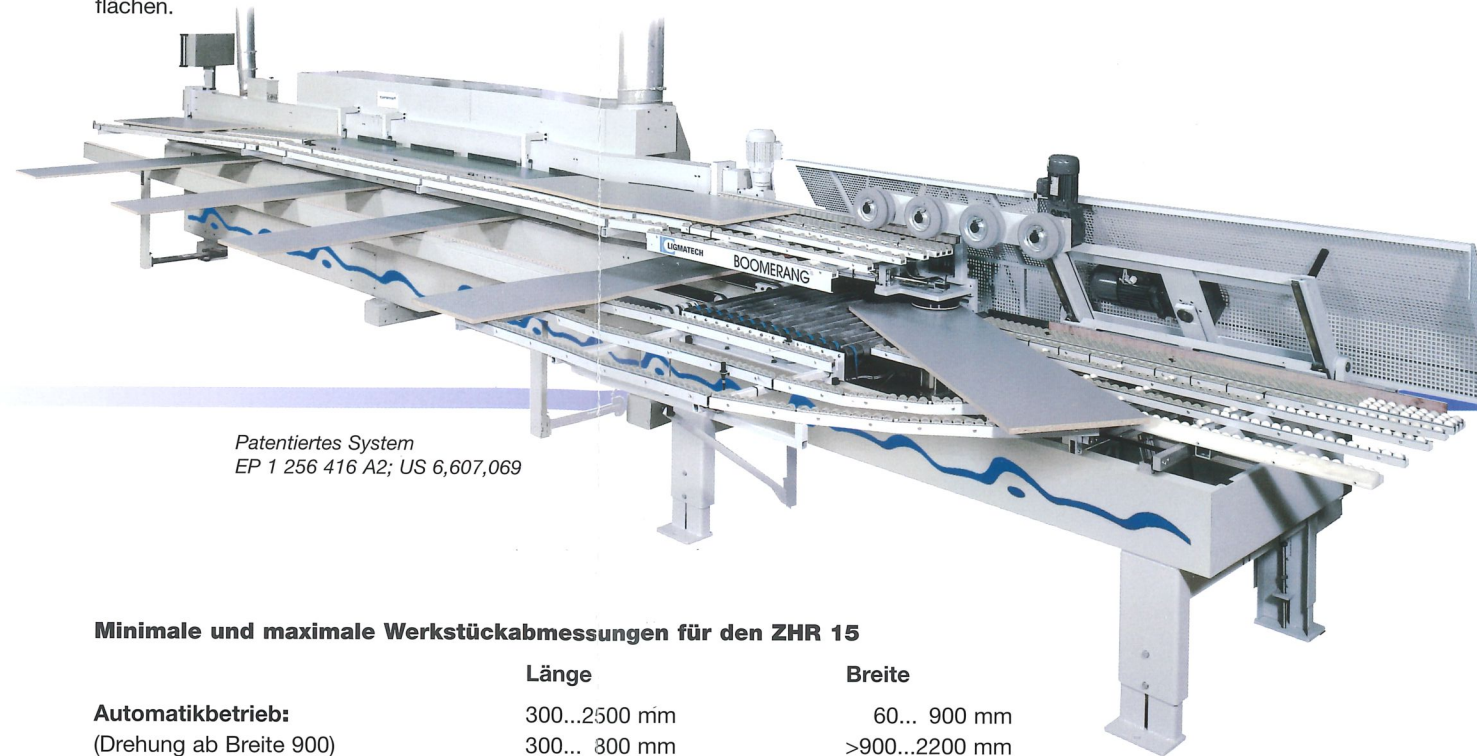 flächen.
LIGMATECH
BOOMERANG
Patentiertes System
EP 1 256 416 A2; US 6,607,069
Minimale und maximale Werkstückabmessungen für den ZHR 15
Länge Breite
Automatikbetrieb: 300...2500 mm 60... 900 mm
(Drehung ab Breite 900) 300... 800 mm >900...2200 mm